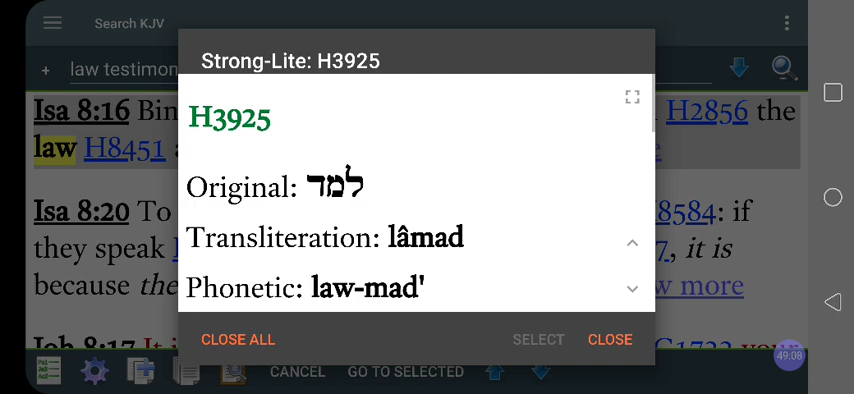 Search KJV
Strong-Lite: H3925
+ law testimon
H3925
Isa 8:16 Bin H2856 the
law H8451
Original: למד
Isa 8:20 To H8584: if
they speak it is
Transliteration: lâmad
because the w more
Phonetic: law-mad'
Joh 8:17 It i G1722 your
CLOSE ALL SELECT CLOSE
49:08
CANCEL GO TO SELECTED